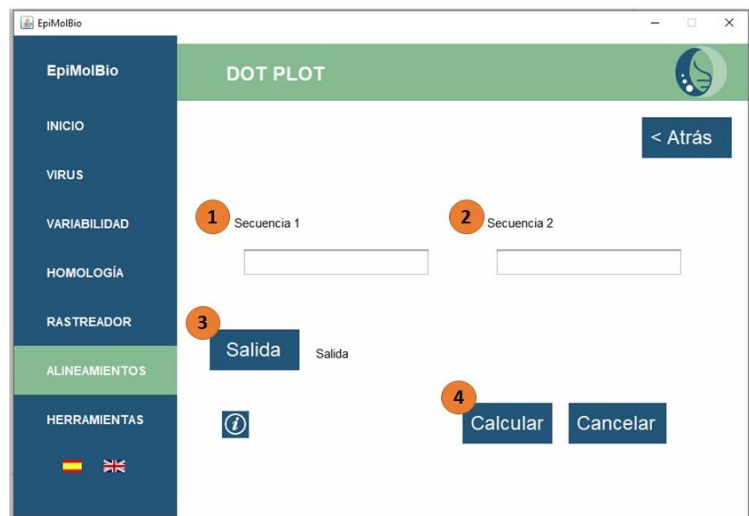 EpiMolBio
EpiMolBio
DOT PLOT
INICIO
< Atrás
VIRUS
VARIABILIDAD
1
Secuencia 1
2
Secuencia 2
HOMOLOGÍA
RASTREADOR
3
Salida
Salida
ALINEAMIENTOS
4
HERRAMIENTAS
i
Calcular
Cancelar